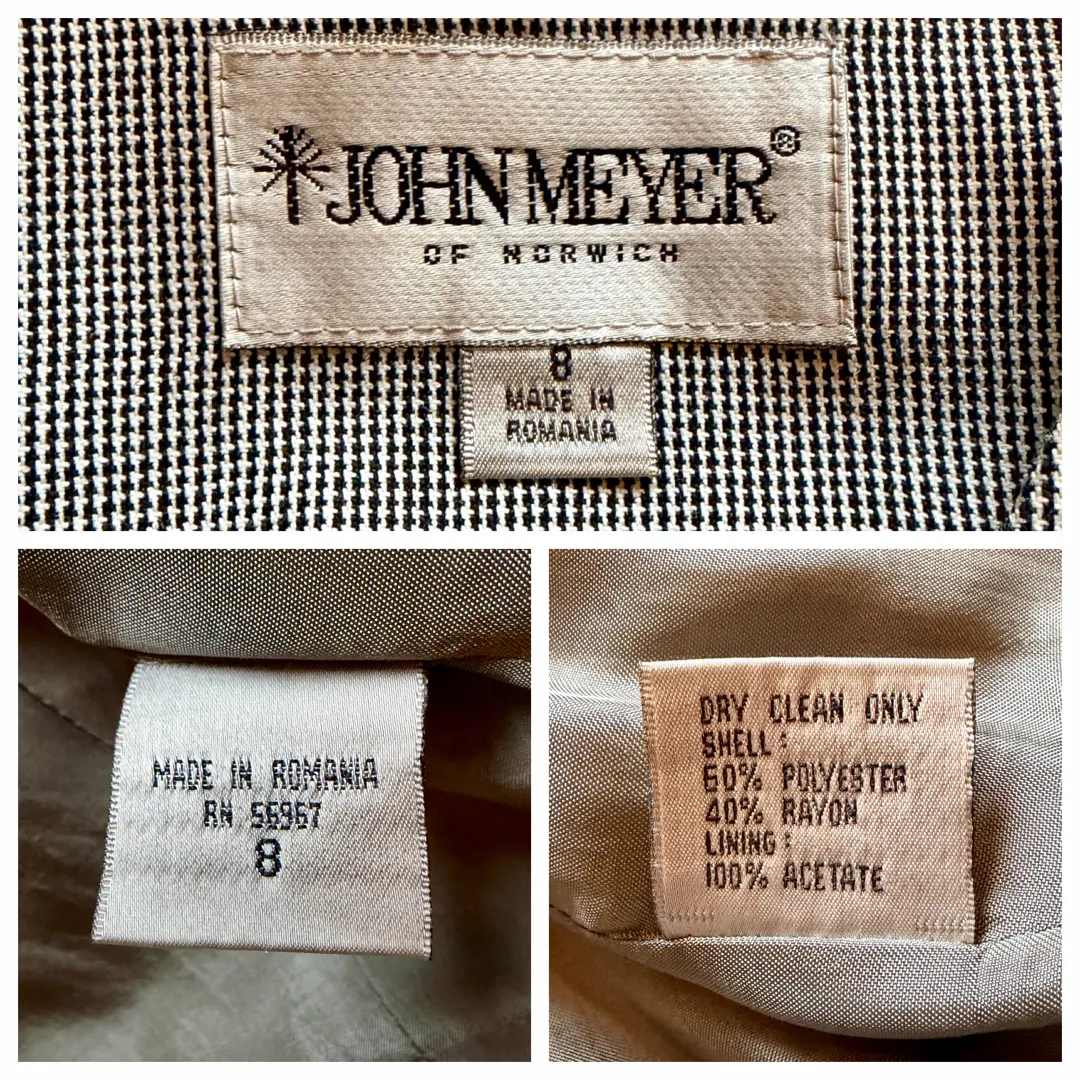 JOHN MEYER®
OF NORWICH
8
MADE IN
ROMANIA
MADE IN ROMANIA
RN 56967
8
DRY CLEAN ONLY
SHELL:
60% POLYESTER
40% RAYON
LINING:
100% ACETATE